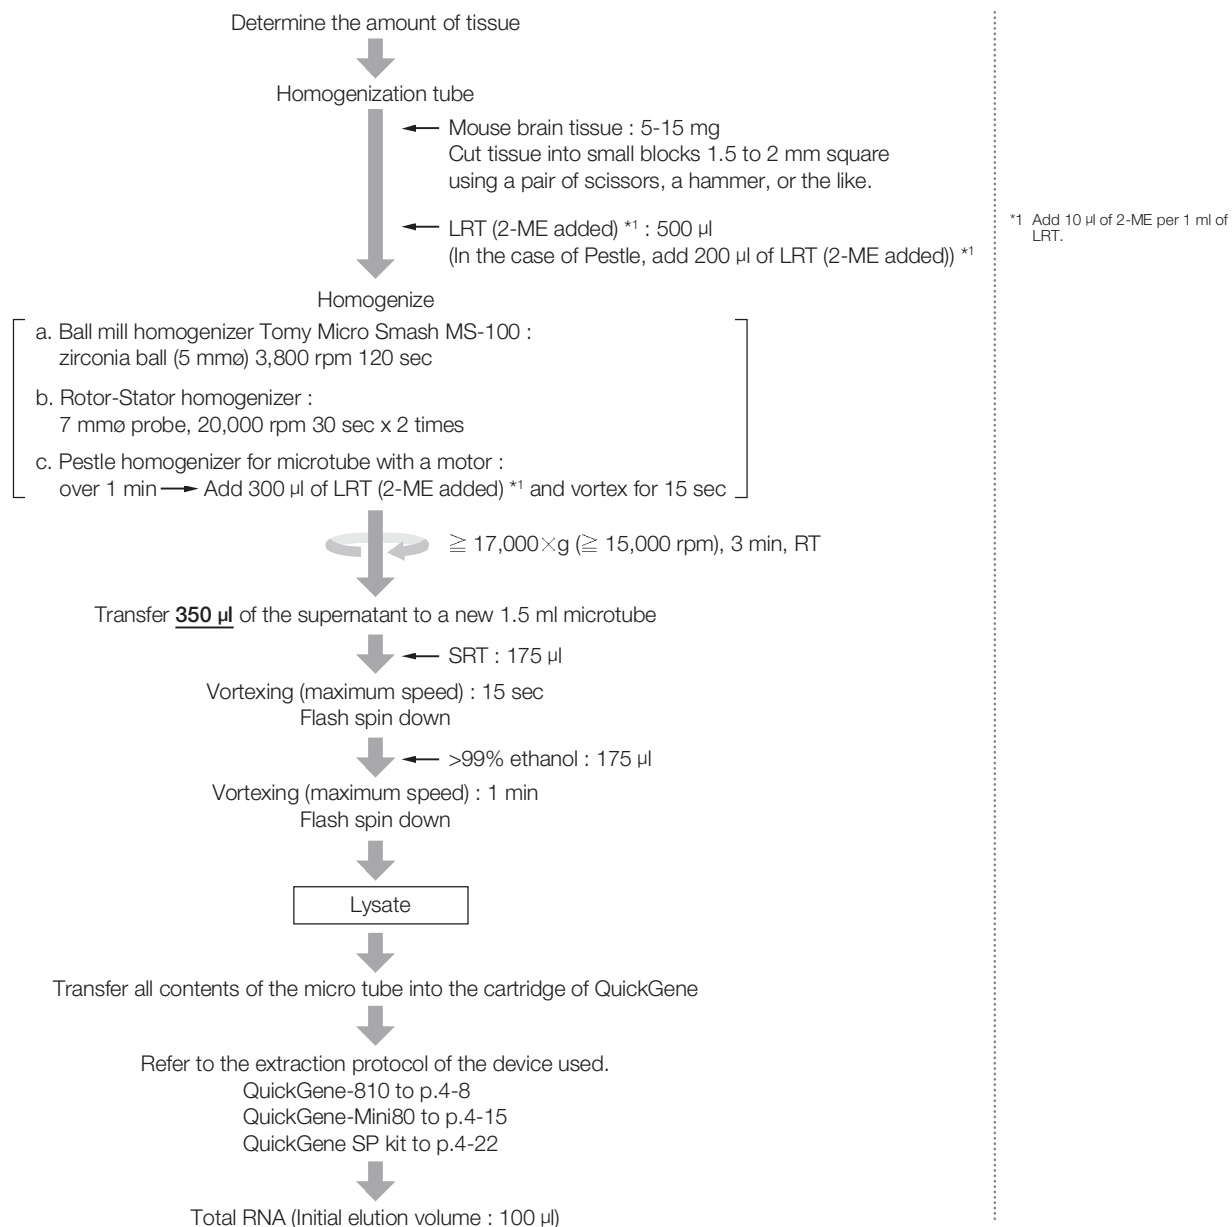 Determine the amount of tissue
Homogenization tube
Mouse brain tissue : 5-15 mg
Cut tissue into small blocks 1.5 to 2 mm square
using a pair of scissors, a hammer, or the like.
LRT (2-ME added) *1 : 500 µl
(In the case of Pestle, add 200 µl of LRT (2-ME added)) *1
*1 Add 10 µl of 2-ME per 1 ml of
LRT.
Homogenize
a. Ball mill homogenizer Tomy Micro Smash MS-100 :
zirconia ball (5 mmø) 3,800 rpm 120 sec
b. Rotor-Stator homogenizer :
7 mmø probe, 20,000 rpm 30 sec x 2 times
c. Pestle homogenizer for microtube with a motor :
over 1 min → Add 300 µl of LRT (2-ME added) *1 and vortex for 15 sec
≧ 17,000×g (≧ 15,000 rpm), 3 min, RT
Transfer 350 µl of the supernatant to a new 1.5 ml microtube
SRT : 175 µl
Vortexing (maximum speed) : 15 sec
Flash spin down
>99% ethanol : 175 µl
Vortexing (maximum speed) : 1 min
Flash spin down
Lysate
Transfer all contents of the micro tube into the cartridge of QuickGene
Refer to the extraction protocol of the device used.
QuickGene-810 to p.4-8
QuickGene-Mini80 to p.4-15
QuickGene SP kit to p.4-22
Total RNA (Initial elution volume : 100 µl)